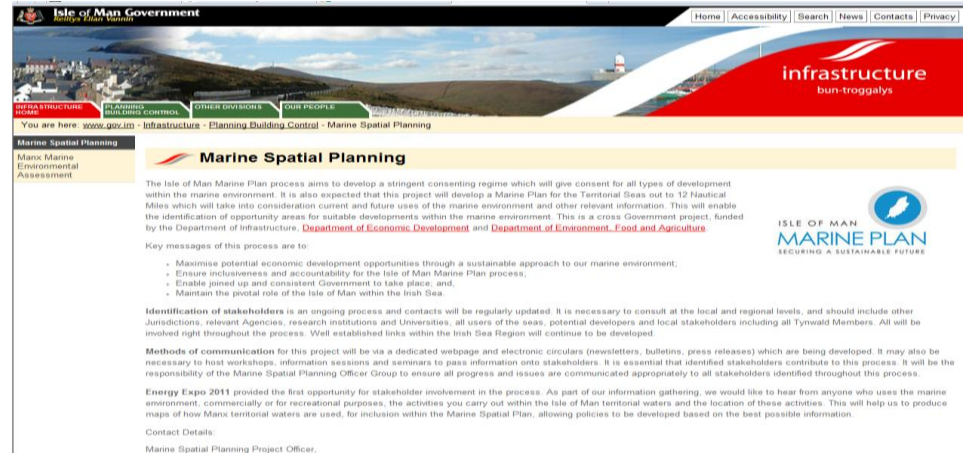 Isle of Man Government
Reiltys Ellan Vannin
Home Accessibility Search News Contacts Privacy
infrastructure
bun-troggalys
INFRASTRUCTURE HOME
PLANNING BUILDING CONTROL
OTHER DIVISIONS
OUR PEOPLE
You are here: www.gov.im - Infrastructure - Planning Building Control - Marine Spatial Planning
Marine Spatial Planning
Manx Marine
Environmental
Assessment
Marine Spatial Planning
The Isle of Man Marine Plan process aims to develop a stringent consenting regime which will give consent for all types of development
within the marine environment. It is also expected that this project will develop a Marine Plan for the Territorial Seas out to 12 Nautical
Miles which will take into consideration current and future uses of the marine environment and other relevant information. This will enable
the identification of opportunity areas for suitable developments within the marine environment. This is a cross Government project, funded
by the Department of Infrastructure, Department of Economic Development and Department of Environment, Food and Agriculture.
ISLE OF MAN
MARINE PLAN
SECURING A SUSTAINABLE FUTURE
Key messages of this process are to:
Maximise potential economic development opportunities through a sustainable approach to our marine environment;
Ensure inclusiveness and accountability for the Isle of Man Marine Plan process;
Enable joined up and consistent Government to take place; and,
Maintain the pivotal role of the Isle of Man within the Irish Sea.
Identification of stakeholders is an ongoing process and contacts will be regularly updated. It is necessary to consult at the local and regional levels, and should include other
Jurisdictions, relevant Agencies, research institutions and Universities, all users of the seas, potential developers and local stakeholders including all Tynwald Members. All will be
involved right throughout the process. Well established links within the Irish Sea Region will continue to be developed.
Methods of communication for this project will be via a dedicated webpage and electronic circulars (newsletters, bulletins, press releases) which are being developed. It may also be
necessary to host workshops, information sessions and seminars to pass information onto stakeholders. It is essential that identified stakeholders contribute to this process. It will be the
responsibility of the Marine Spatial Planning Officer Group to ensure all progress and issues are communicated appropriately to all stakeholders identified throughout this process.
Energy Expo 2011 provided the first opportunity for stakeholder involvement in the process. As part of our information gathering, we would like to hear from anyone who uses the marine
environment, commercially or for recreational purposes, the activities you carry out within the Isle of Man territorial waters and the location of these activities. This will help us to produce
maps of how Manx territorial waters are used, for inclusion within the Marine Spatial Plan, allowing policies to be developed based on the best possible information.
Contact Details:
Marine Spatial Planning Project Officer,